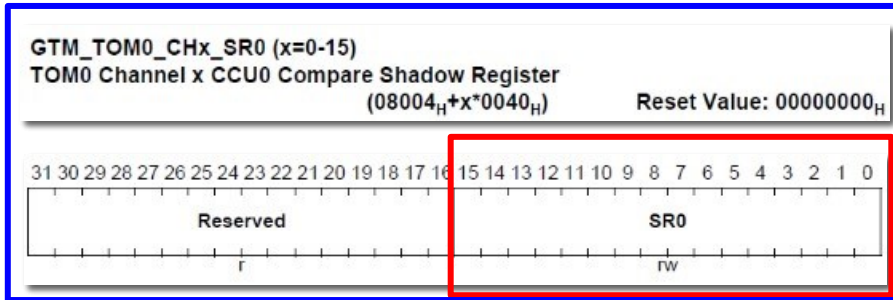 GTM_TOM0_CHx_SR0 (x=0-15)
TOM0 Channel x CCU0 Compare Shadow Register
(08004H+x*0040H) Reset Value: 00000000H
31 30 29 28 27 26 25 24 23 22 21 20 19 18 17 16 15 14 13 12 11 10 9 8 7 6 5 4 3 2 1 0
Reserved SR0
r rw